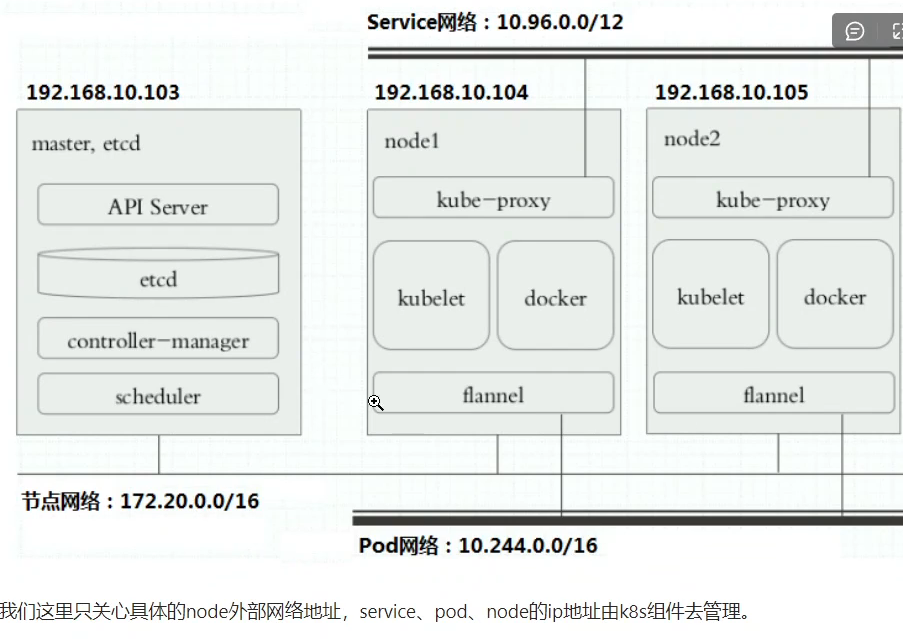 Service网络：10.96.0.0/12
192.168.10.103
192.168.10.104
192.168.10.105
master, etcd
node1
node2
API Server
kube-proxy
kube-proxy
etcd
kubelet
docker
kubelet
docker
controller-manager
scheduler
flannel
flannel
节点网络：172.20.0.0/16
Pod网络：10.244.0.0/16
我们这里只关心具体的node外部网络地址，service、pod、node的ip地址由k8s组件去管理。